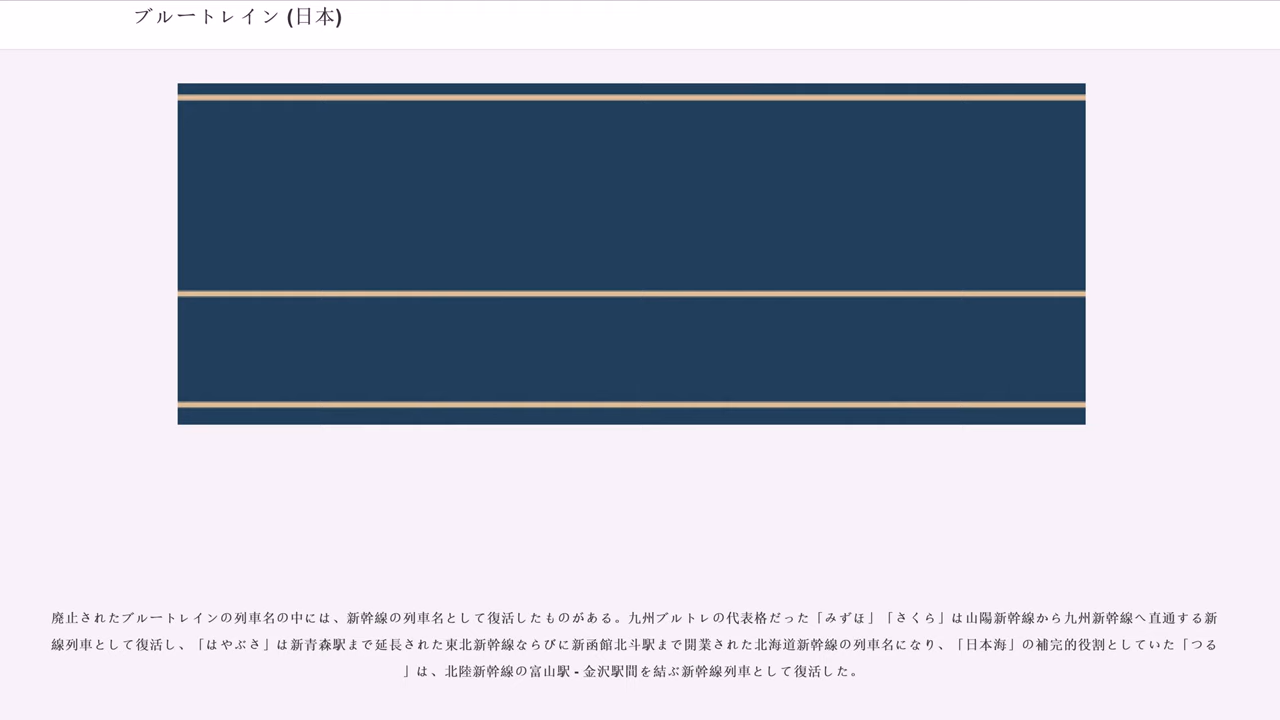 ブルートレイン (日本)
廃止されたブルートレインの列車名の中には、新幹線の列車名として復活したものがある。九州ブルトレの代表格だった「みずほ」「さくら」は山陽新幹線から九州新幹線へ直通する新
線列車として復活し、「はやぶさ」は新青森駅まで延長された東北新幹線ならびに新函館北斗駅まで開業された北海道新幹線の列車名になり、「日本海」の補完的役割としていた「つる
」は、北陸新幹線の富山駅 - 金沢駅間を結ぶ新幹線列車として復活した。